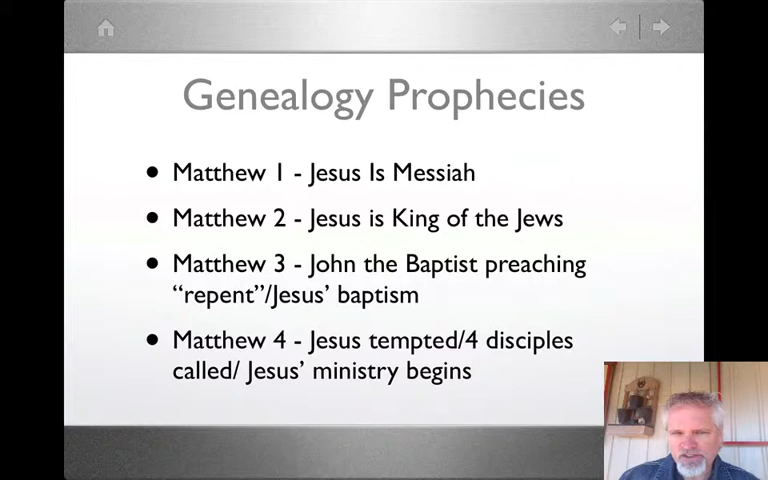 Genealogy Prophecies
• Matthew 1 - Jesus Is Messiah
• Matthew 2 - Jesus is King of the Jews
• Matthew 3 - John the Baptist preaching
“repent”/Jesus’ baptism
• Matthew 4 - Jesus tempted/4 disciples
called/ Jesus’ ministry begins